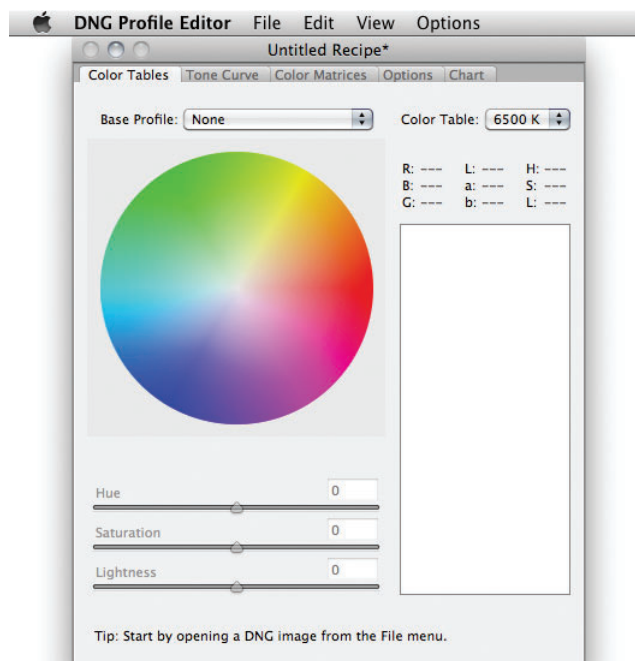 DNG Profile Editor File Edit View Options
Untitled Recipe*
Color Tables Tone Curve Color Matrices Options Chart
Base Profile: None
Color Table: 6500 K
R: --- L: --- H: ---
B: --- a: --- S: ---
G: --- b: --- L: ---
Hue 0
Saturation 0
Lightness 0
Tip: Start by opening a DNG image from the File menu.